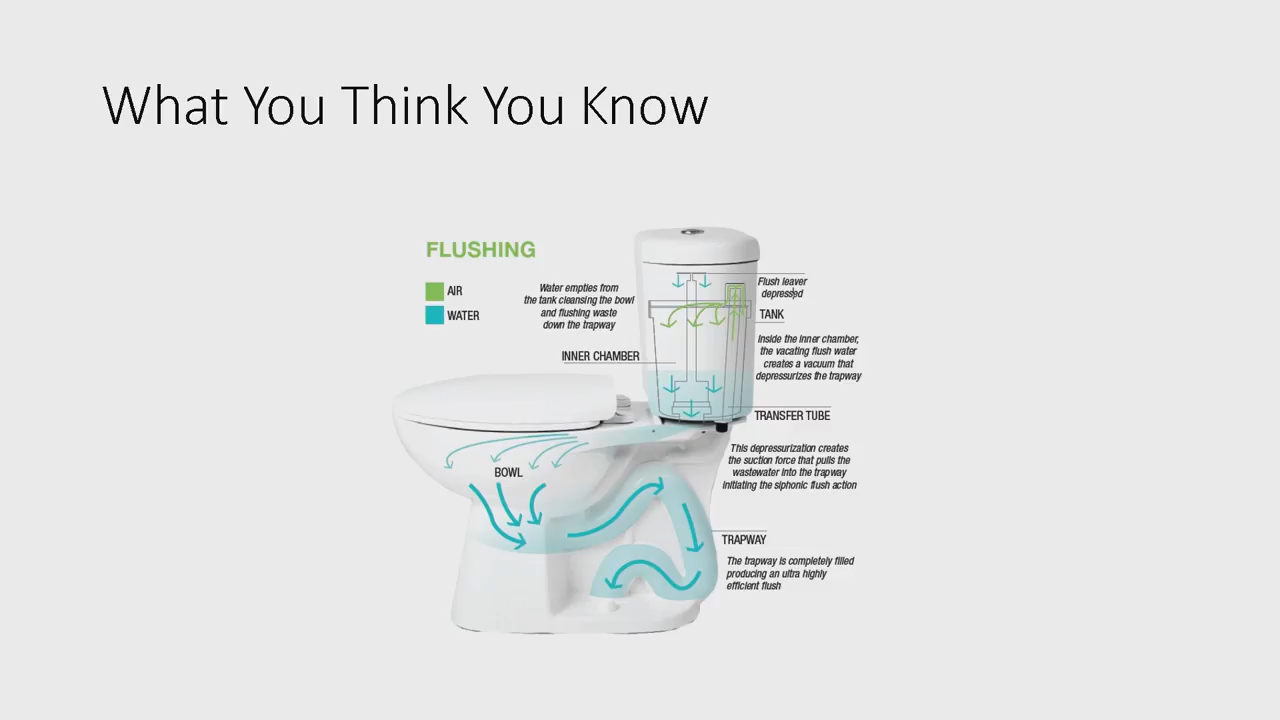 What You Think You Know
FLUSHING
AIR
WATER
Water empties from
the tank cleansing the bowl
and flushing waste
down the trapway
INNER CHAMBER
BOWL
Flush leaver
depressed
TANK
Inside the inner chamber,
the vacating flush water
creates a vacuum that
depressurizes the trapway
TRANSFER TUBE
This depressurization creates
the suction force that pulls the
wastewater into the trapway
initiating the siphonic flush action
TRAPWAY
The trapway is completely filled
producing an ultra highly
efficient flush